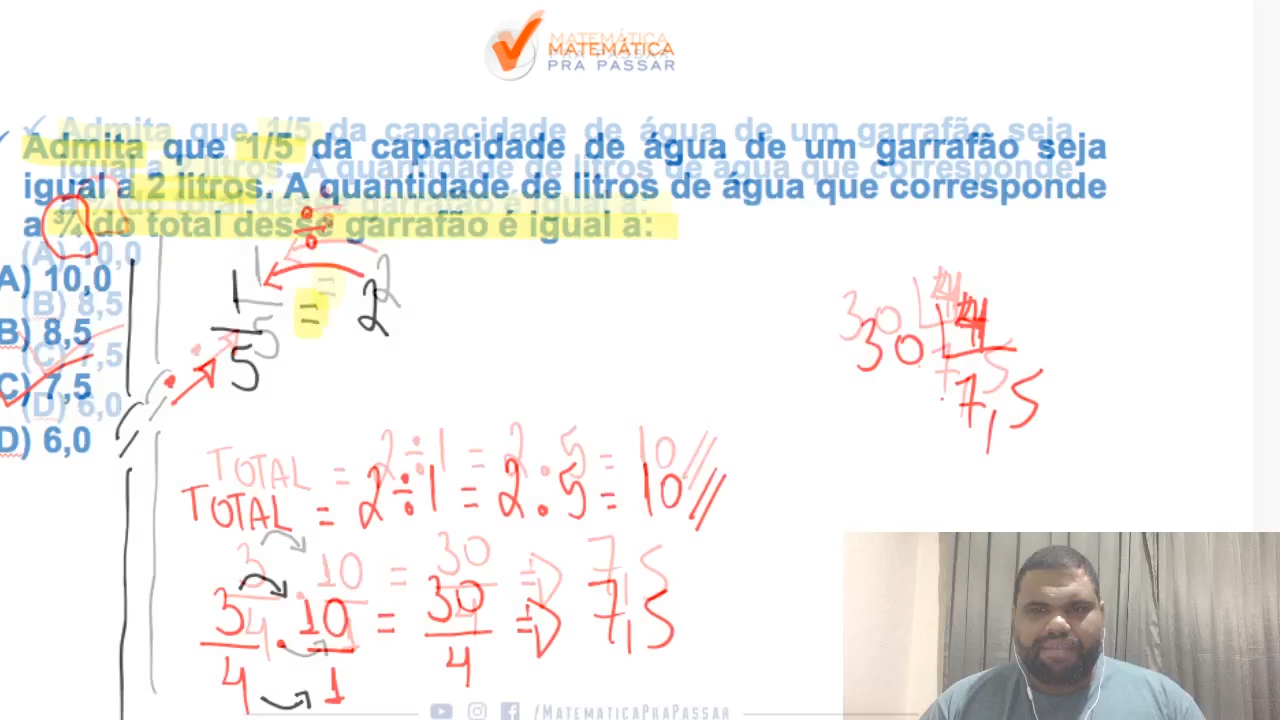 MATEMÁTICA
PRA PASSAR
Admita que 1/5 da capacidade de água de um garrafão seja
igual a 2 litros. A quantidade de litros de água que corresponde
a ¾ do total desse garrafão é igual a:
A) 10,0
B) 8,5
C) 7,5
D) 6,0
1/5 = 2
30 4
7,5
TOTAL = 2÷1 = 2.5 = 10//
3/4 . 10/1 = 30/4 => 7,5
/MATEMATICAPRAPASSAR